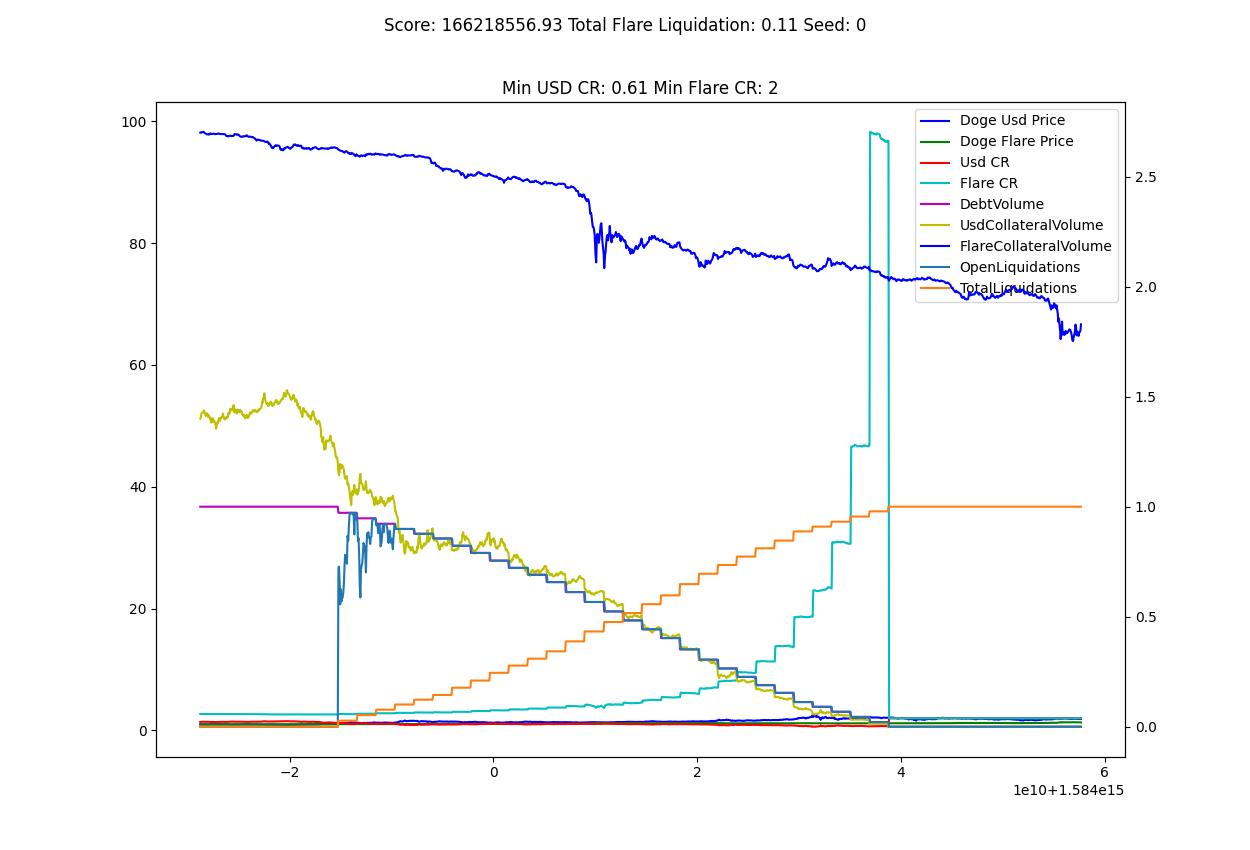 Score: 166218556.93 Total Flare Liquidation: 0.11 Seed: 0
Min USD CR: 0.61 Min Flare CR: 2
100
80
60
40
20
0
Doge Usd Price
Doge Flare Price
Usd CR
Flare CR
DebtVolume
UsdCollateralVolume
FlareCollateralVolume
OpenLiquidations
TotalLiquidations
2.5
2.0
1.5
1.0
0.5
0.0
−2
0
2
4
6
1e10+1.584e15